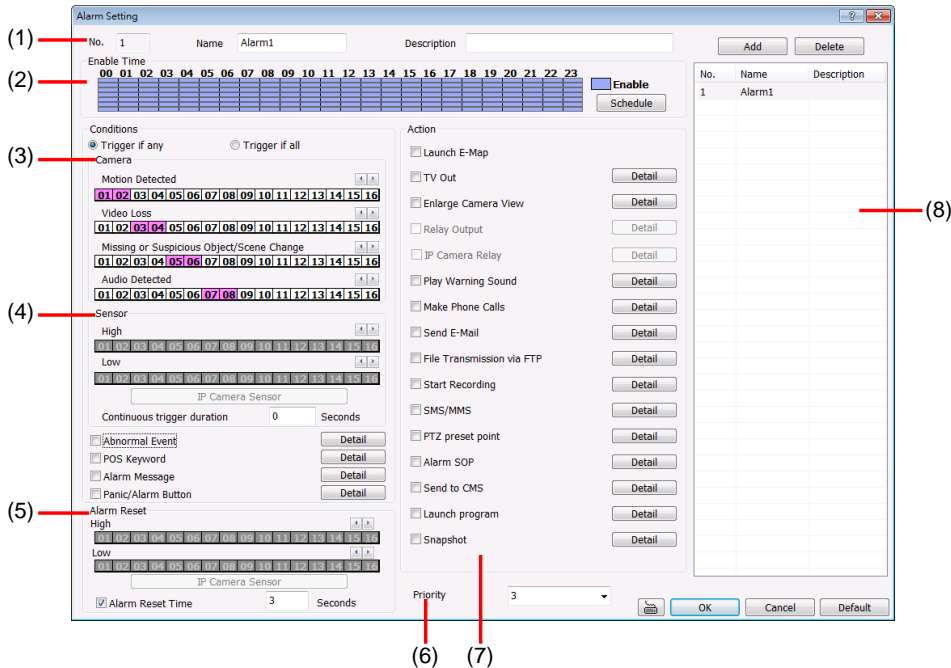 Alarm Setting
(1)
No. 1 Name Alarm1 Description
Add Delete
Enable Time
(2)
00 01 02 03 04 05 06 07 08 09 10 11 12 13 14 15 16 17 18 19 20 21 22 23
Enable
Schedule
No. Name Description
1 Alarm1
Conditions
Trigger if any Trigger if all
(3)
Camera
Motion Detected
01 02 03 04 05 06 07 08 09 10 11 12 13 14 15 16
Video Loss
01 02 03 04 05 06 07 08 09 10 11 12 13 14 15 16
Missing or Suspicious Object/Scene Change
01 02 03 04 05 06 07 08 09 10 11 12 13 14 15 16
Audio Detected
01 02 03 04 05 06 07 08 09 10 11 12 13 14 15 16
(4)
Sensor
High
01 02 03 04 05 06 07 08 09 10 11 12 13 14 15 16
Low
01 02 03 04 05 06 07 08 09 10 11 12 13 14 15 16
IP Camera Sensor
Continuous trigger duration 0 Seconds
Abnormal Event Detail
POS Keyword Detail
Alarm Message Detail
Panic/Alarm Button Detail
(5)
Alarm Reset
High
01 02 03 04 05 06 07 08 09 10 11 12 13 14 15 16
Low
01 02 03 04 05 06 07 08 09 10 11 12 13 14 15 16
IP Camera Sensor
Alarm Reset Time 3 Seconds
Action
Launch E-Map
TV Out Detail
Enlarge Camera View Detail
Relay Output Detail
IP Camera Relay Detail
Play Warning Sound Detail
Make Phone Calls Detail
Send E-Mail Detail
File Transmission via FTP Detail
Start Recording Detail
SMS/MMS Detail
PTZ preset point Detail
Alarm SOP Detail
Send to CMS Detail
Launch program Detail
Snapshot Detail
Priority 3
(8)
OK Cancel Default
(6) (7)